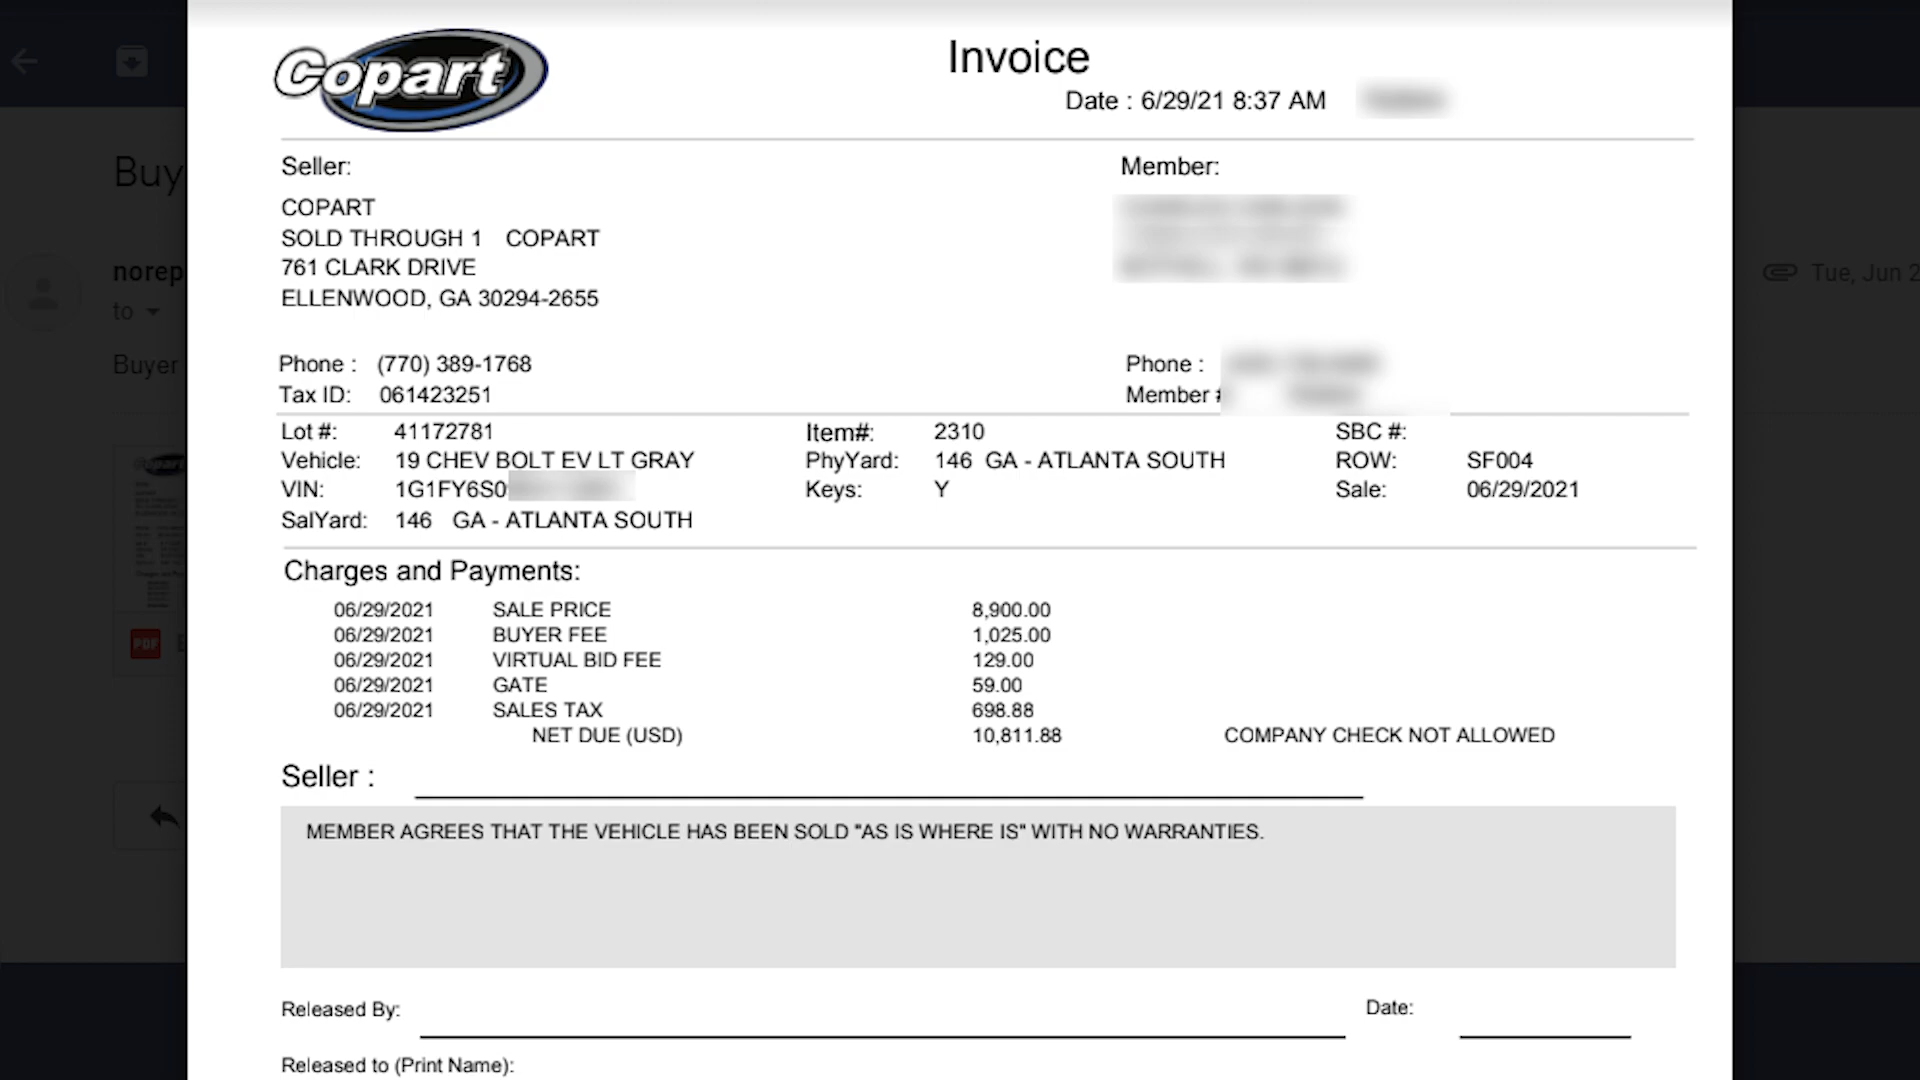 Copart
Invoice
Date : 6/29/21 8:37 AM
Seller:
Member:
COPART
SOLD THROUGH 1 COPART
761 CLARK DRIVE
ELLENWOOD, GA 30294-2655
Phone : (770) 389-1768
Phone :
Tax ID: 061423251
Member #
Lot #: 41172781 Item#: 2310 SBC #:
Vehicle: 19 CHEV BOLT EV LT GRAY PhyYard: 146 GA - ATLANTA SOUTH ROW: SF004
VIN: 1G1FY6S0 Keys: Y Sale: 06/29/2021
SalYard: 146 GA - ATLANTA SOUTH
Charges and Payments:
06/29/2021 SALE PRICE 8,900.00
06/29/2021 BUYER FEE 1,025.00
06/29/2021 VIRTUAL BID FEE 129.00
06/29/2021 GATE 59.00
06/29/2021 SALES TAX 698.88
NET DUE (USD) 10,811.88 COMPANY CHECK NOT ALLOWED
Seller :
MEMBER AGREES THAT THE VEHICLE HAS BEEN SOLD "AS IS WHERE IS" WITH NO WARRANTIES.
Released By:
Date:
Released to (Print Name):
Buy
norep
to
Buyer
PDF
Tue, Jun 2